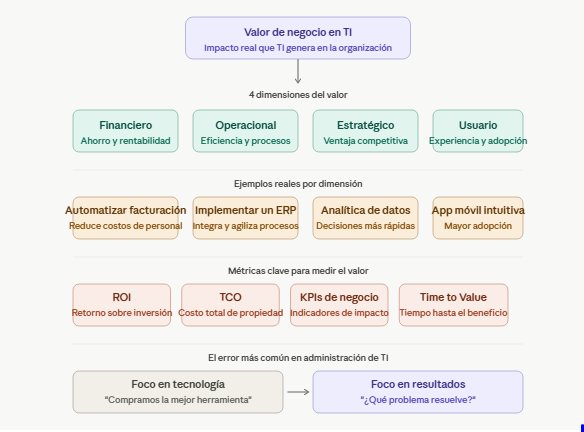 Valor de negocio en TI
Impacto real que TI genera en la organización
4 dimensiones del valor
Financiero
Ahorro y rentabilidad
Operacional
Eficiencia y procesos
Estratégico
Ventaja competitiva
Usuario
Experiencia y adopción
Ejemplos reales por dimensión
Automatizar facturación
Reduce costos de personal
Implementar un ERP
Integra y agiliza procesos
Analítica de datos
Decisiones más rápidas
App móvil intuitiva
Mayor adopción
Métricas clave para medir el valor
ROI
Retorno sobre inversión
TCO
Costo total de propiedad
KPIs de negocio
Indicadores de impacto
Time to Value
Tiempo hasta el beneficio
El error más común en administración de TI
Foco en tecnología
"Compramos la mejor herramienta"
Foco en resultados
"¿Qué problema resuelve?"